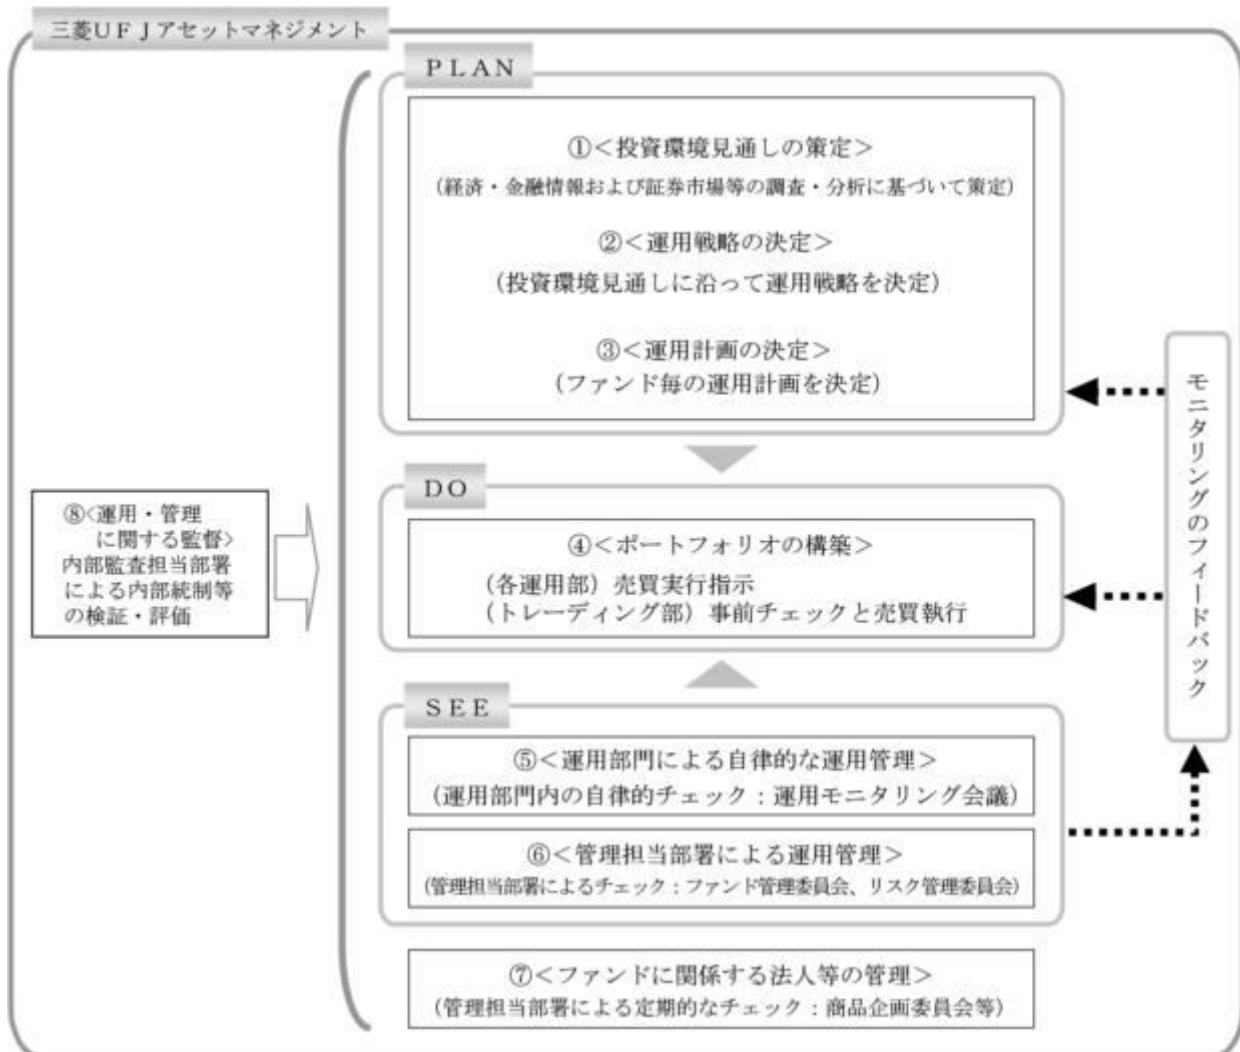 三菱ＵＦＪアセットマネジメント
ＰＬＡＮ
①＜投資環境見通しの策定＞
（経済・金融情報および証券市場等の調査・分析に基づいて策定）
②＜運用戦略の決定＞
（投資環境見通しに沿って運用戦略を決定）
③＜運用計画の決定＞
（ファンド毎の運用計画を決定）
ＤＯ
④＜ポートフォリオの構築＞
（各運用部）売買実行指示
（トレーディング部）事前チェックと売買執行
ＳＥＥ
⑤＜運用部門による自律的な運用管理＞
（運用部門内の自律的チェック：運用モニタリング会議）
⑥＜管理担当部署による運用管理＞
（管理担当部署によるチェック：ファンド管理委員会、リスク管理委員会）
⑦＜ファンドに関係する法人等の管理＞
（管理担当部署による定期的なチェック：商品企画委員会等）
⑧<運用・管理
に関する監督>
内部監査担当部署
による内部統制等
の検証・評価
モニタリングのフィードバック